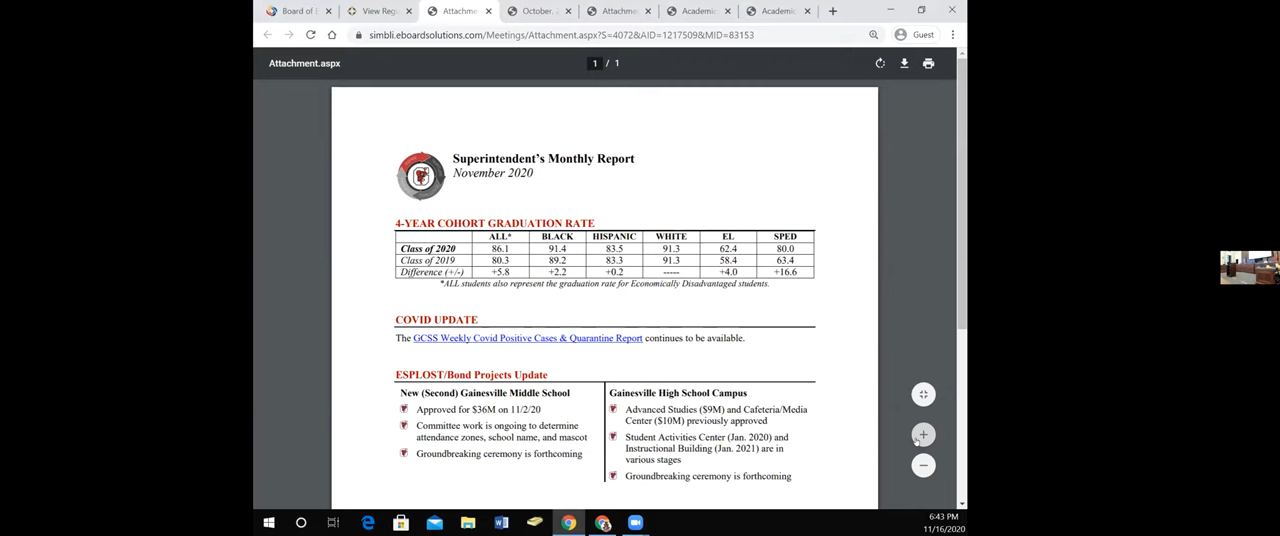 Board of E
View Regi
Attachme
October, 2
Attachme
Academic
Academic
simbli.eboardsolutions.com/Meetings/Attachment.aspx?S=4072&AID=1217509&MID=83153
Guest
Attachment.aspx
1 / 1
Superintendent's Monthly Report
November 2020
4-YEAR COHORT GRADUATION RATE
ALL* BLACK HISPANIC WHITE EL SPED
Class of 2020 86.1 91.4 83.5 91.3 62.4 80.0
Class of 2019 80.3 89.2 83.3 91.3 58.4 63.4
Difference (+/-) +5.8 +2.2 +0.2 ----- +4.0 +16.6
*ALL students also represent the graduation rate for Economically Disadvantaged students.
COVID UPDATE
The GCSS Weekly Covid Positive Cases & Quarantine Report continues to be available.
ESPLOST/Bond Projects Update
New (Second) Gainesville Middle School
Approved for $36M on 11/2/20
Committee work is ongoing to determine
attendance zones, school name, and mascot
Groundbreaking ceremony is forthcoming
Gainesville High School Campus
Advanced Studies ($9M) and Cafeteria/Media
Center ($10M) previously approved
Student Activities Center (Jan. 2020) and
Instructional Building (Jan. 2021) are in
various stages
Groundbreaking ceremony is forthcoming
6:43 PM
11/16/2020